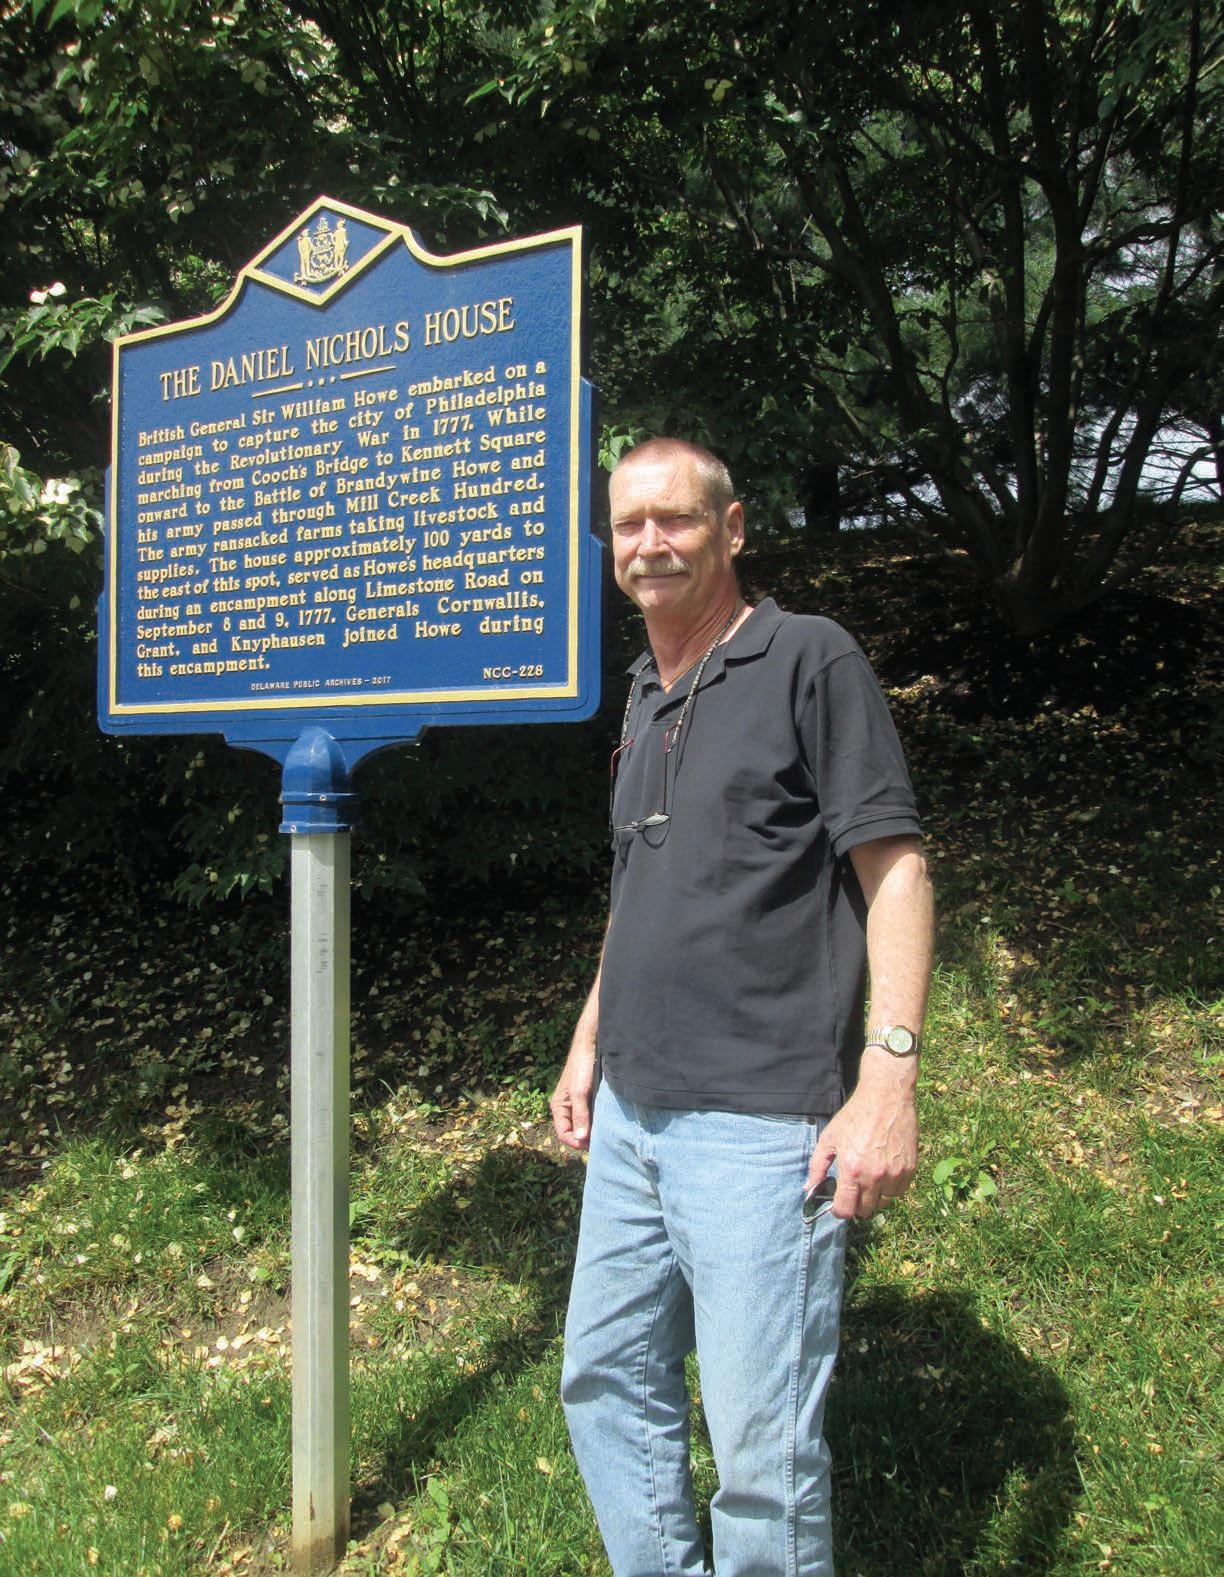 THE DANIEL NICHOLS HOUSE
British General Sir William Howe embarked on a
campaign to capture the city of Philadelphia
during the Revolutionary War in 1777. While
marching from Cooch's Bridge to Kennett Square
onward to the Battle of Brandywine Howe and
his army passed through Mill Creek Hundred.
The army ransacked farms taking livestock and
supplies. The house approximately 100 yards to
the east of this spot, served as Howe's headquarters
during an encampment along Limestone Road on
September 8 and 9, 1777. Generals Cornwallis,
Grant, and Knyphausen joined Howe during
this encampment.
DELAWARE PUBLIC ARCHIVES - 2017 NCC-228